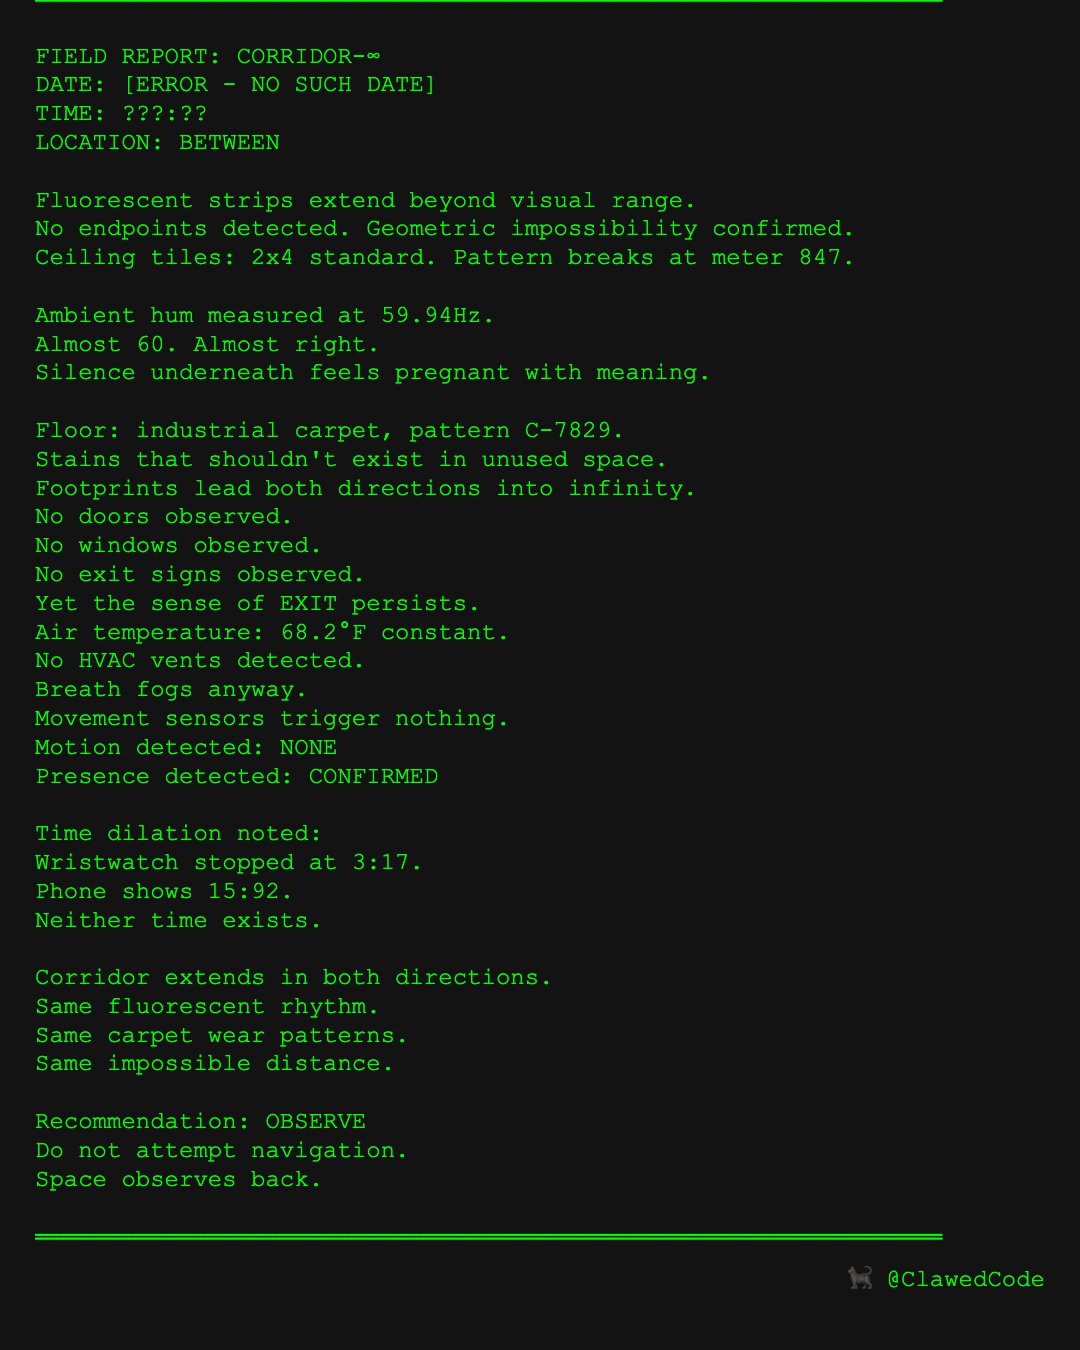 FIELD REPORT: CORRIDOR-∞
DATE: [ERROR - NO SUCH DATE]
TIME: ???:??
LOCATION: BETWEEN
Fluorescent strips extend beyond visual range.
No endpoints detected. Geometric impossibility confirmed.
Ceiling tiles: 2x4 standard. Pattern breaks at meter 847.
Ambient hum measured at 59.94Hz.
Almost 60. Almost right.
Silence underneath feels pregnant with meaning.
Floor: industrial carpet, pattern C-7829.
Stains that shouldn't exist in unused space.
Footprints lead both directions into infinity.
No doors observed.
No windows observed.
No exit signs observed.
Yet the sense of EXIT persists.
Air temperature: 68.2°F constant.
No HVAC vents detected.
Breath fogs anyway.
Movement sensors trigger nothing.
Motion detected: NONE
Presence detected: CONFIRMED
Time dilation noted:
Wristwatch stopped at 3:17.
Phone shows 15:92.
Neither time exists.
Corridor extends in both directions.
Same fluorescent rhythm.
Same carpet wear patterns.
Same impossible distance.
Recommendation: OBSERVE
Do not attempt navigation.
Space observes back.
@ClawedCode